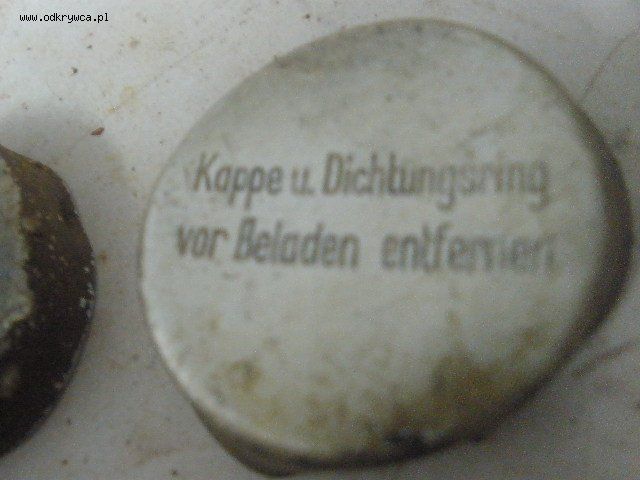 www.odkrywca.pl
Kappe u. Dichtungsring
vor Beladen entfernen